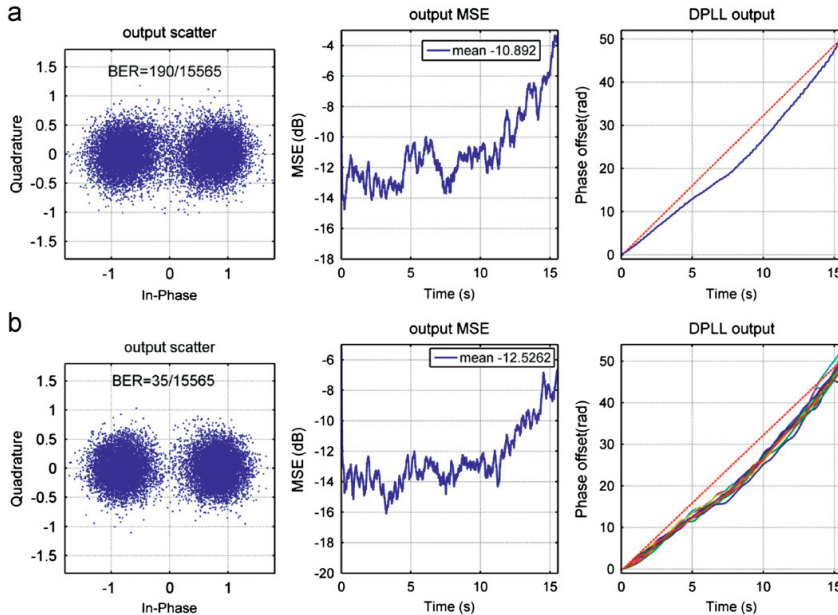 a
output scatter
BER=190/15565
Quadrature
1.5
1
0.5
0
-0.5
-1
-1.5
-1 0 1
In-Phase
output MSE
mean -10.892
MSE (dB)
-4
-6
-8
-10
-12
-14
-16
-18
0 5 10 15
Time (s)
DPLL output
Phase offset(rad)
50
40
30
20
10
0
0 5 10 15
Time (s)
b
output scatter
BER=35/15565
Quadrature
1.5
1
0.5
0
-0.5
-1
-1.5
-1 0 1
In-Phase
output MSE
mean -12.5262
MSE (dB)
-6
-8
-10
-12
-14
-16
-18
-20
0 5 10 15
Time (s)
DPLL output
Phase offset(rad)
50
40
30
20
10
0
0 5 10 15
Time (s)